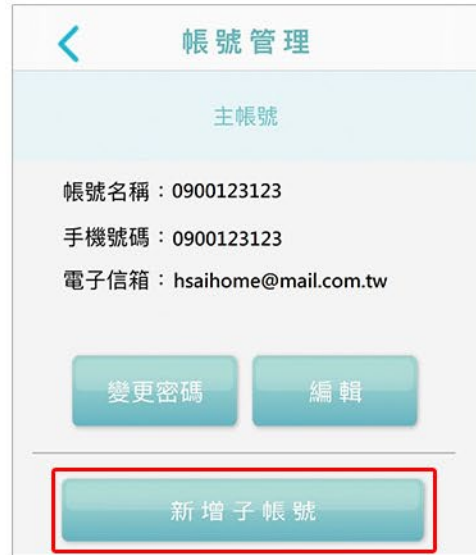 帳號管理
主帳號
帳號名稱：0900123123
手機號碼：0900123123
電子信箱：hsaihome@mail.com.tw
變更密碼 編輯
新增子帳號